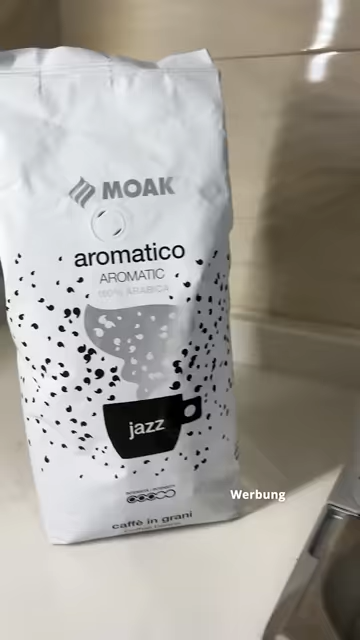 MOAK
aromatico
AROMATIC
100% ARABICA
jazz
Werbung
caffè in grani